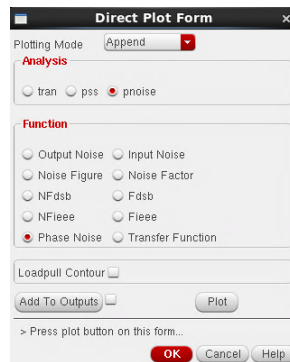 Direct Plot Form ×
Plotting Mode Append
Analysis
tran pss pnoise
Function
Output Noise Input Noise
Noise Figure Noise Factor
NFdsb Fdsb
NFieee Fieee
Phase Noise Transfer Function
Loadpull Contour
Add To Outputs Plot
> Press plot button on this form...
OK Cancel Help